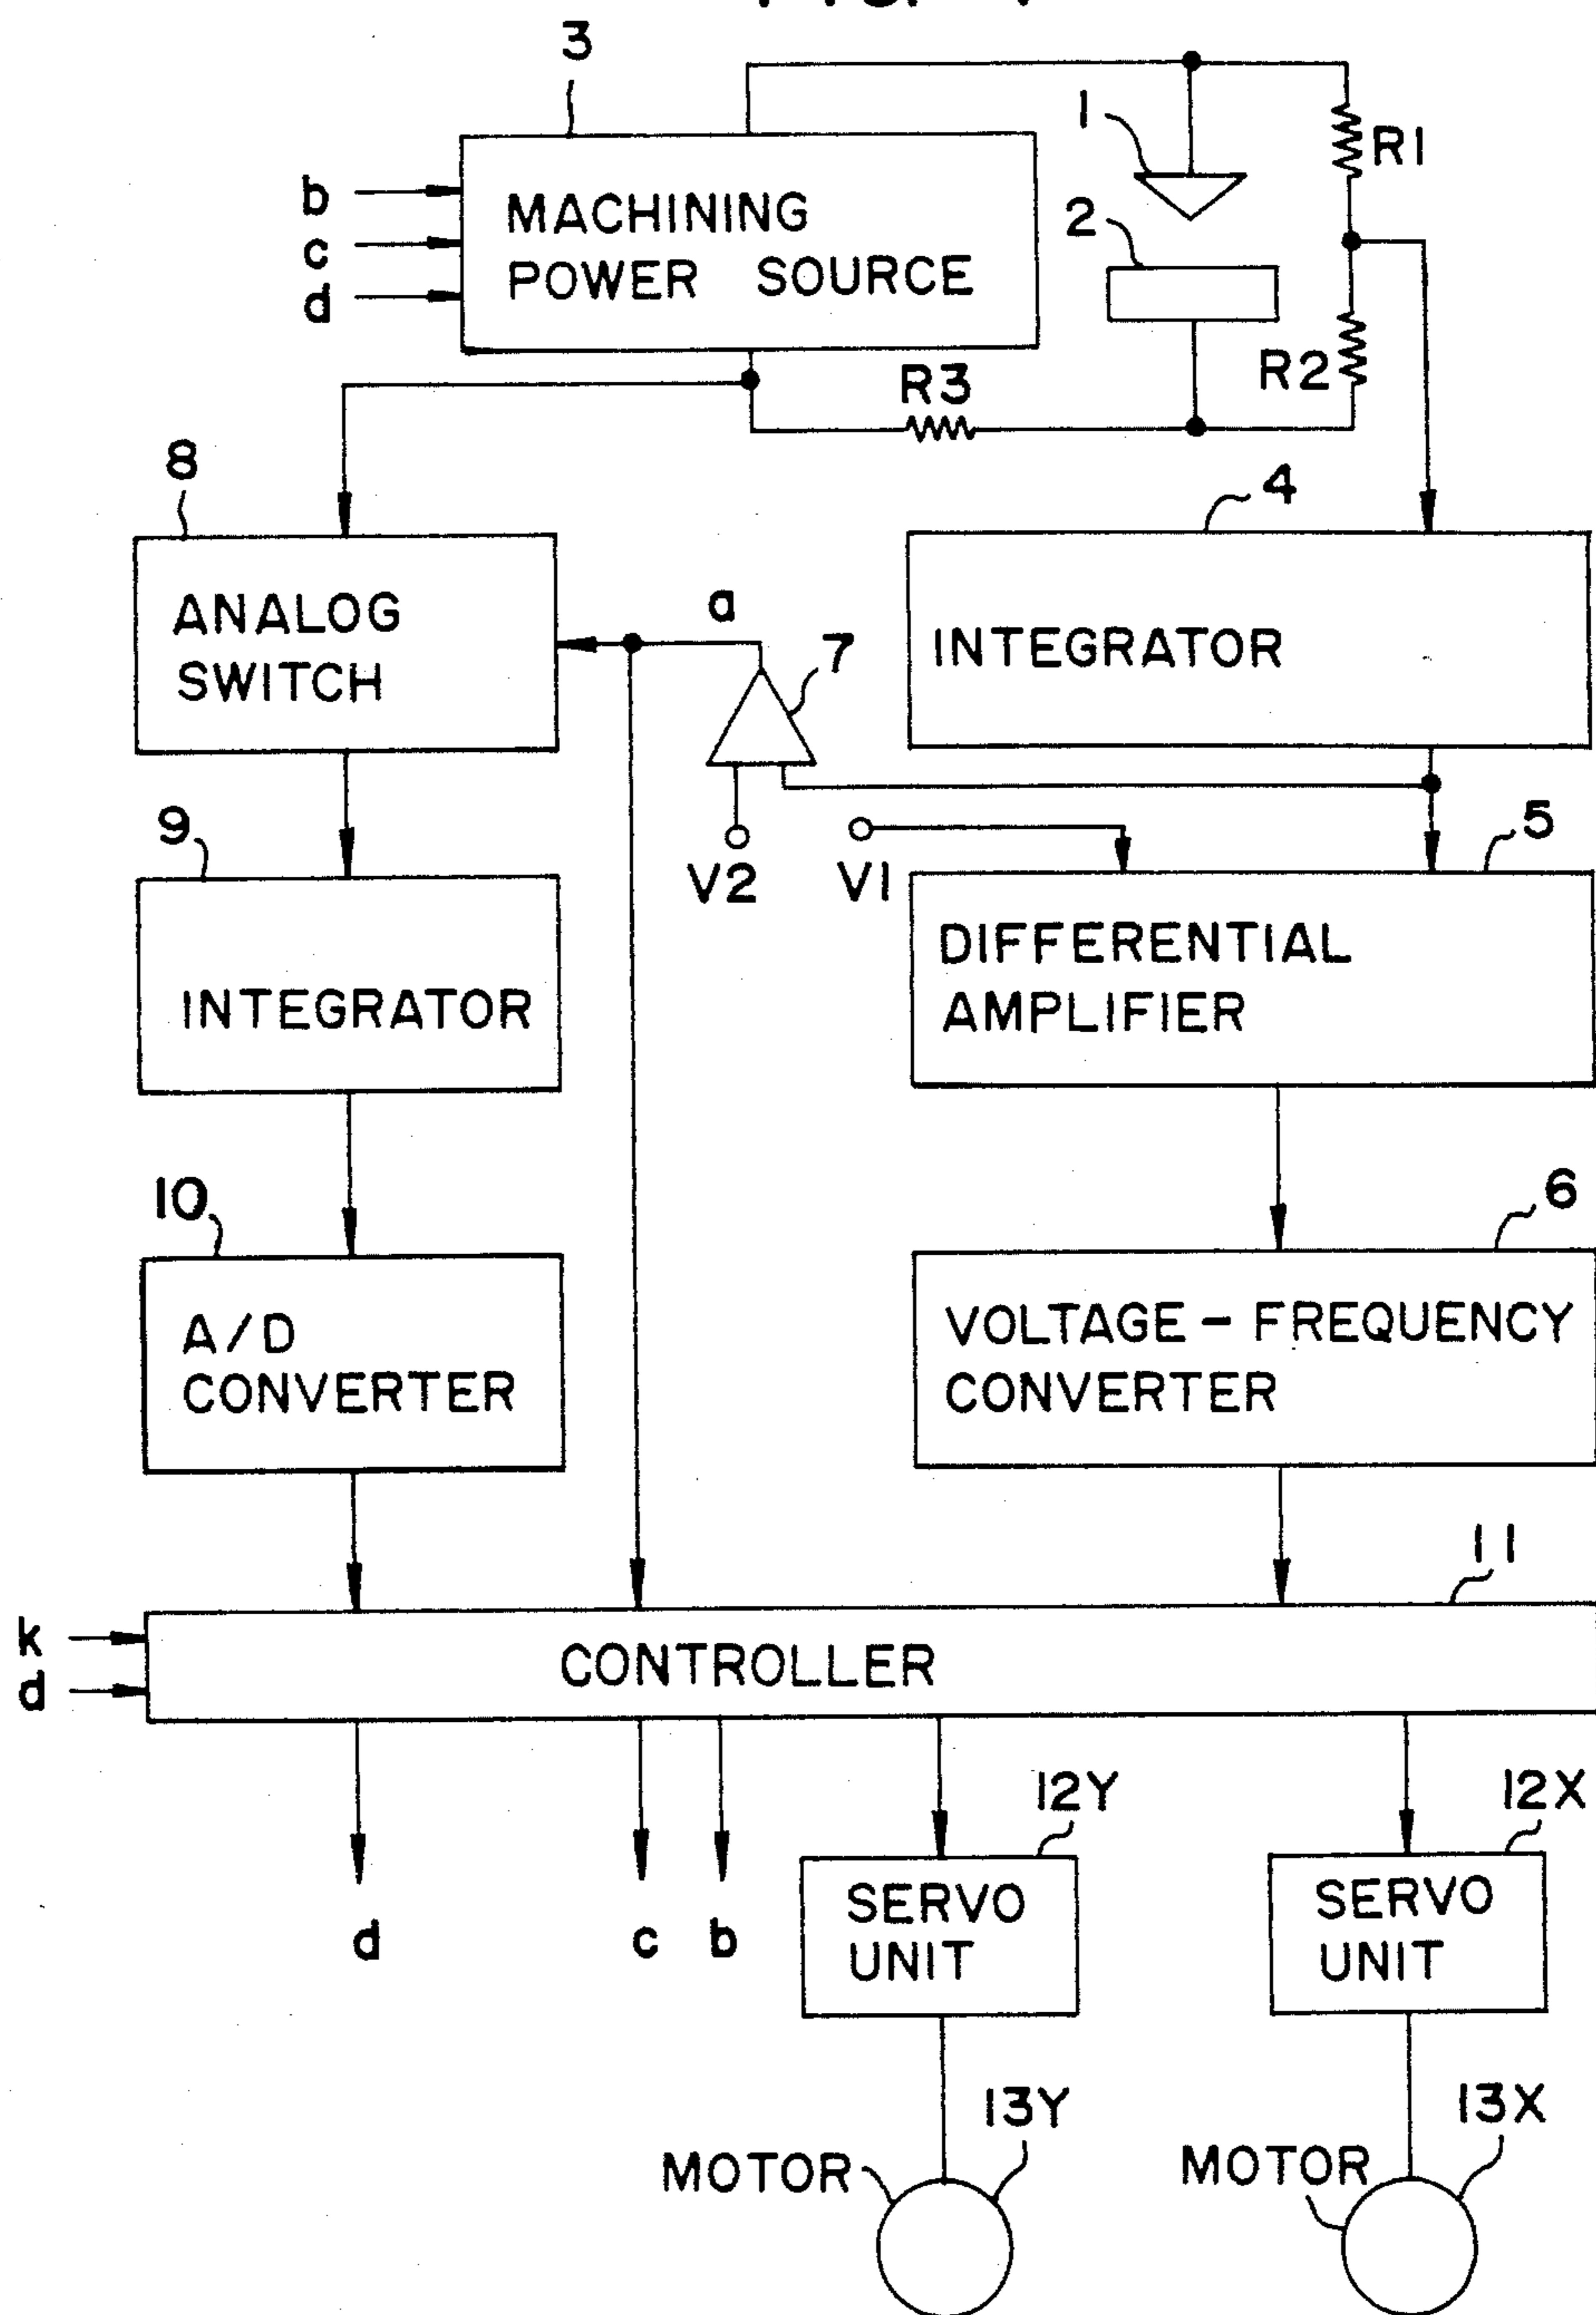 3
1
R1
b
MACHINING
2
c
POWER SOURCE
d
R3
R2
8
4
ANALOG
SWITCH
a
7
INTEGRATOR
9
5
V2
V1
INTEGRATOR
DIFFERENTIAL
AMPLIFIER
10
6
A/D
CONVERTER
VOLTAGE - FREQUENCY
CONVERTER
11
k
CONTROLLER
d
12Y
12X
d
c
b
SERVO
UNIT
SERVO
UNIT
13Y
13X
MOTOR
MOTOR